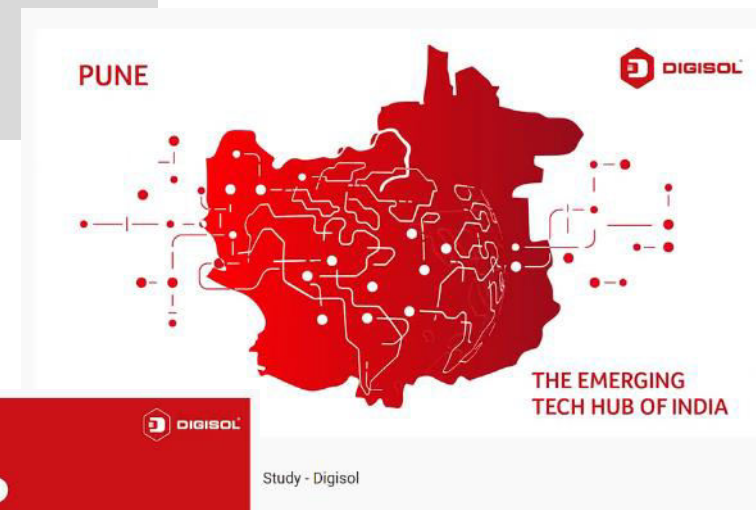 PUNE
DIGISOL
THE EMERGING
TECH HUB OF INDIA
DIGISOL
Study - Digisol